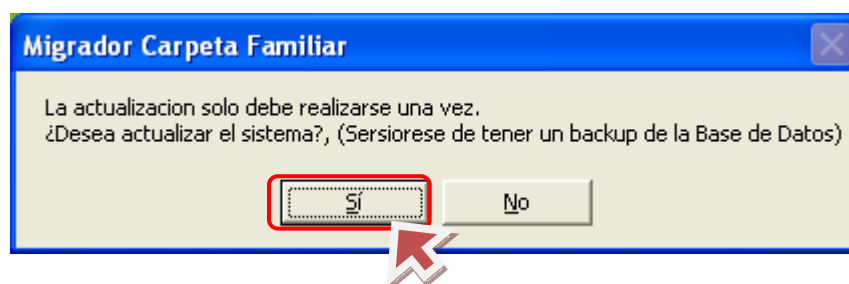 Migrador Carpeta Familiar
La actualizacion solo debe realizarse una vez.
¿Desea actualizar el sistema?, (Sersiorese de tener un backup de la Base de Datos)
Sí
No